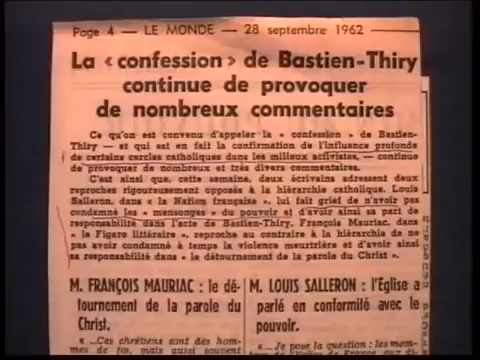 Page 4 — LE MONDE — 28 septembre 1962
La « confession » de Bastien-Thiry
continue de provoquer
de nombreux commentaires
Ce qu'on est convenu d'appeler la « confession » de Bastien-
Thiry — et qui est en fait la confirmation de l'influence profonde
de certains cercles catholiques dans les milieux activistes, — continue
de provoquer de nombreux et très divers commentaires.
C'est ainsi que, cette semaine, deux écrivains adressent deux
reproches rigoureusement opposés à la hiérarchie catholique. Louis
Salleron, dans « la Nation française », lui fait grief de n'avoir pas
condamné les « mensonges » du pouvoir et d'avoir ainsi sa part de
responsabilité dans l'acte de Bastien-Thiry. François Mauriac, dans
« le Figaro littéraire », reproche au contraire à la hiérarchie de ne
pas avoir condamné à temps la violence meurtrière et d'avoir ainsi
sa responsabilité dans « le détournement de la parole du Christ ».
M. FRANÇOIS MAURIAC : le dé-
tournement de la parole du
Christ.
« ...Ces chrétiens sont des hom-
mes de foi, mais aussi souvent
M. LOUIS SALLERON : l'Eglise a
parlé en conformité avec le
pouvoir.
« ...Je pose la question : les mem-